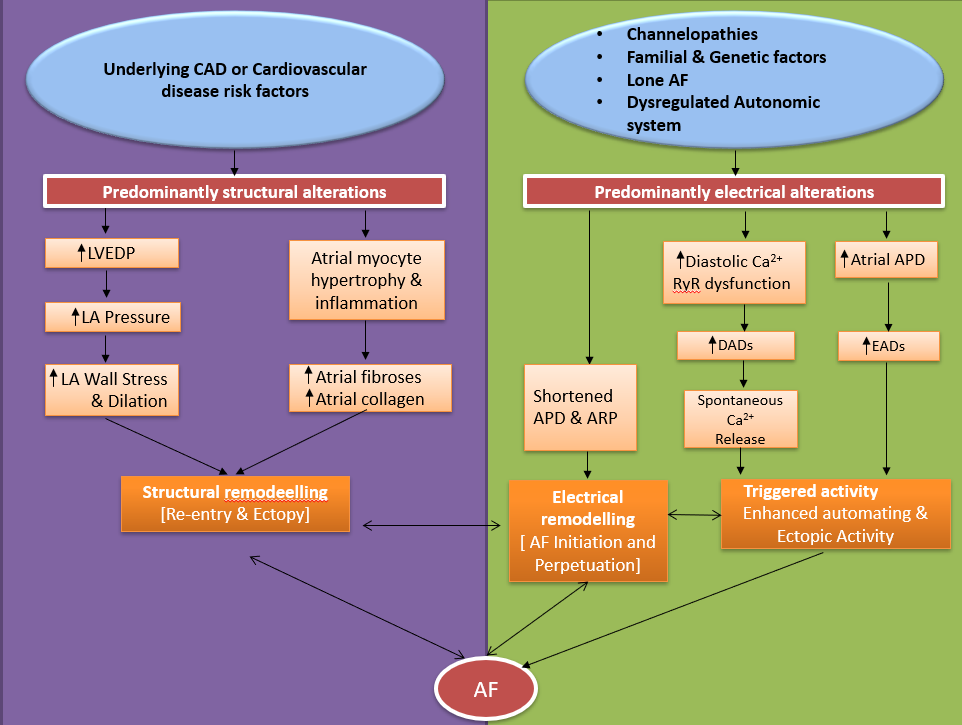 Underlying CAD or Cardiovascular
disease risk factors
Predominantly structural alterations
↑LVEDP
↑LA Pressure
↑LA Wall Stress
& Dilation
Atrial myocyte
hypertrophy &
inflammation
↑Atrial fibroses
↑Atrial collagen
Structural remodeelling
[Re-entry & Ectopy]
• Channelopathies
• Familial & Genetic factors
• Lone AF
• Dysregulated Autonomic
system
Predominantly electrical alterations
Shortened
APD & ARP
↑Diastolic Ca²⁺
RyR dysfunction
↑DADs
Spontaneous
Ca²⁺
Release
↑Atrial APD
↑EADs
Electrical
remodelling
[ AF Initiation and
Perpetuation]
Triggered activity
Enhanced automating &
Ectopic Activity
AF